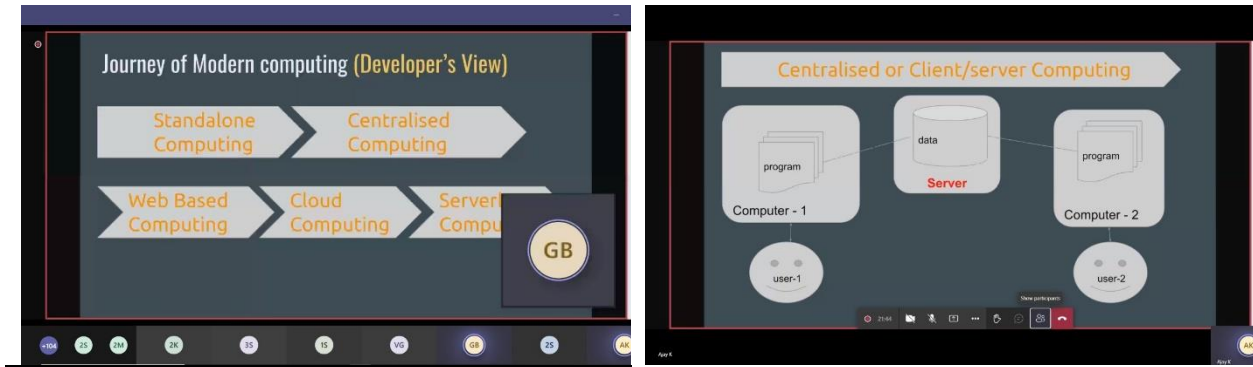 Journey of Modern computing (Developer's View)
Standalone
Computing
Centralised
Computing
Web Based
Computing
Cloud
Computing
GB
+104
2S
2M
2K
3S
1S
VG
GB
2S
AK
Centralised or Client/server Computing
program
Computer - 1
user-1
data
Server
program
Computer - 2
user-2
Show participants
21:44
Ajay K
Ajay K
AK